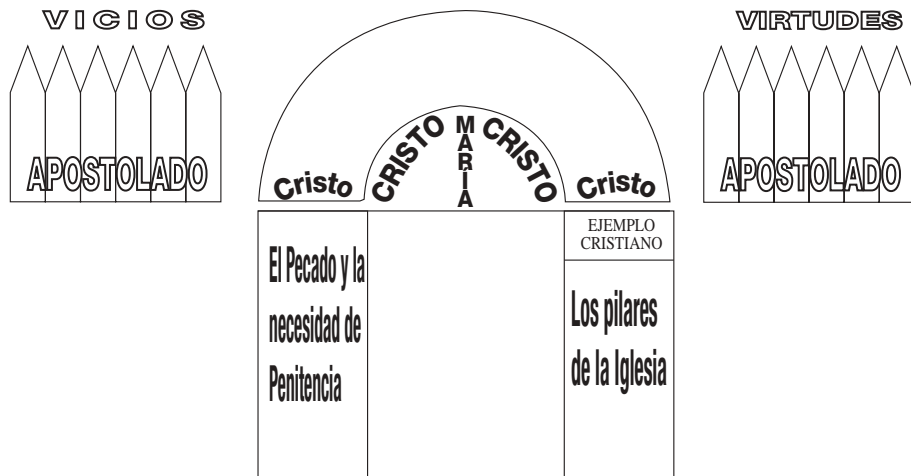 VICIOS
VIRTUDES
APOSTOLADO
Cristo
CRISTO
MARÍA
CRISTO
Cristo
APOSTOLADO
El Pecado y la
necesidad de
Penitencia
EJEMPLO
CRISTIANO
Los pilares
de la Iglesia